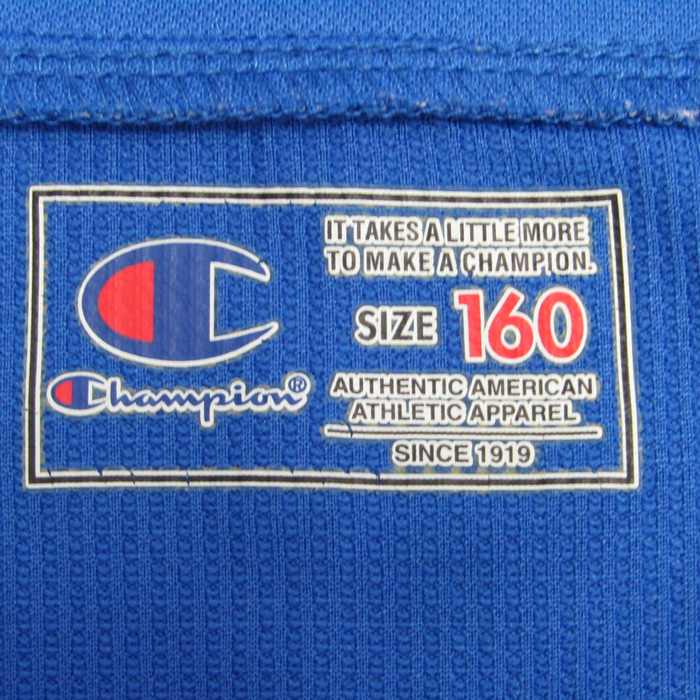 IT TAKES A LITTLE MORE
TO MAKE A CHAMPION.
SIZE 160
Champion®
AUTHENTIC AMERICAN
ATHLETIC APPAREL
SINCE 1919